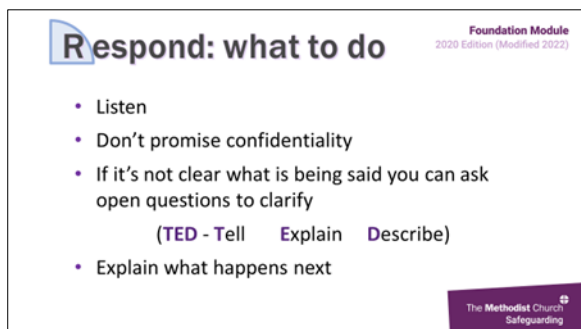 Respond: what to do
Foundation Module
2020 Edition (Modified 2022)
• Listen
• Don't promise confidentiality
• If it's not clear what is being said you can ask
open questions to clarify
(TED - Tell Explain Describe)
• Explain what happens next
The Methodist Church
Safeguarding